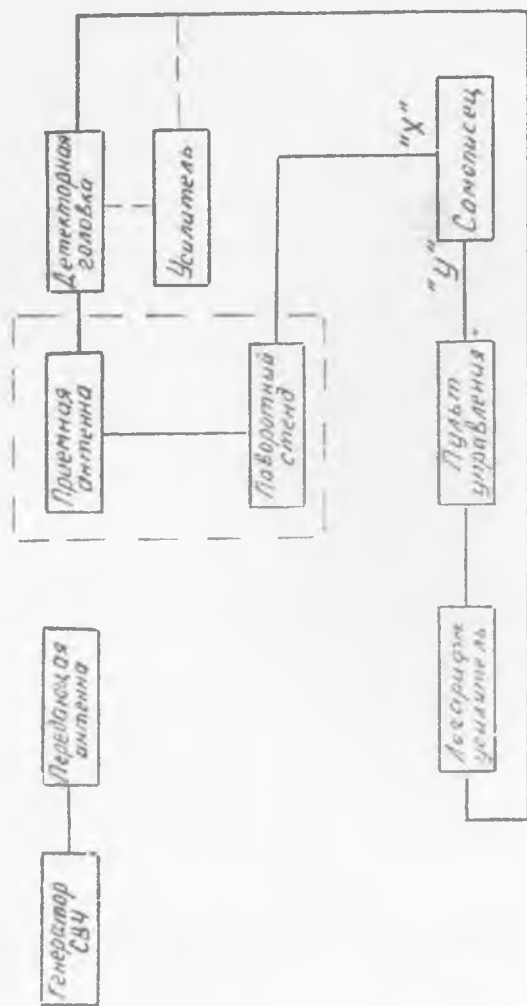 Генератор
СВЧ
Передающая
антенна
Приемная
антенна
Детекторная
головка
Усилитель
Поворотный
стенд
"X"
Логарифм
усилитель
Пульт
управления
"У"
Самописец